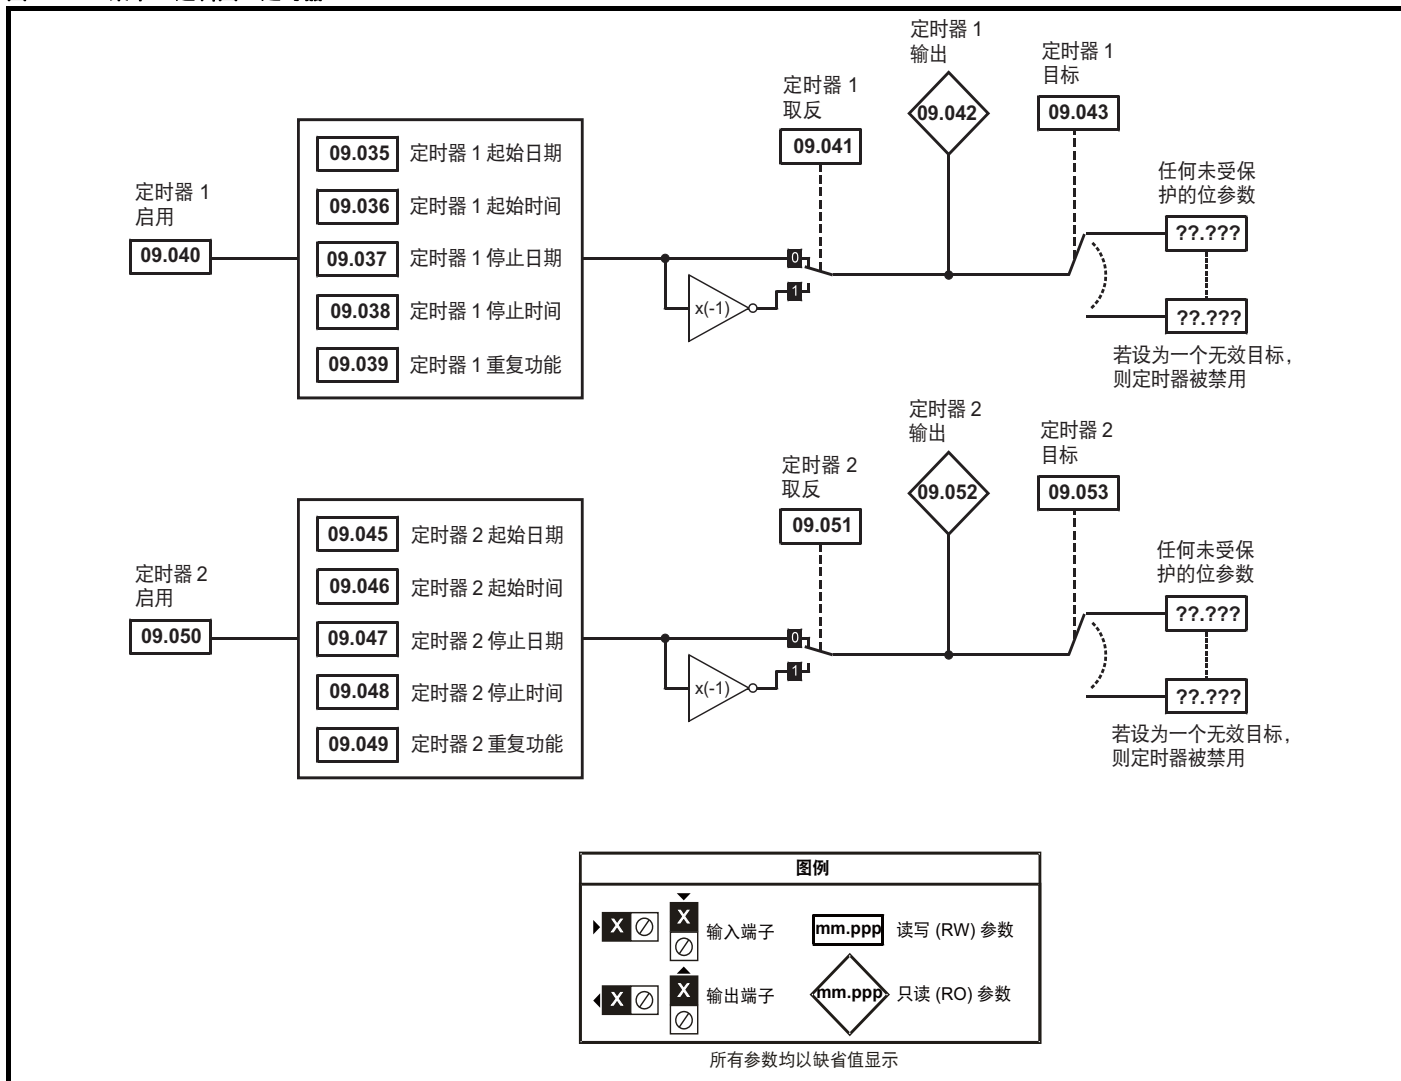 定时器 1
输出
定时器 1
目标
定时器 1
取反
09.042
09.043
09.041
09.035 定时器 1 起始日期
任何未受保
护的位参数
定时器 1
启用
09.036 定时器 1 起始时间
??.???
09.040
09.037 定时器 1 停止日期
0
1
x(-1)
09.038 定时器 1 停止时间
??.???
09.039 定时器 1 重复功能
若设为一个无效目标，
则定时器被禁用
定时器 2
输出
定时器 2
目标
定时器 2
取反
09.052
09.053
09.051
09.045 定时器 2 起始日期
任何未受保
护的位参数
定时器 2
启用
09.046 定时器 2 起始时间
??.???
09.050
09.047 定时器 2 停止日期
0
1
x(-1)
09.048 定时器 2 停止时间
??.???
09.049 定时器 2 重复功能
若设为一个无效目标，
则定时器被禁用
图例
X X 输入端子 mm.ppp 读写 (RW) 参数
X X 输出端子 mm.ppp 只读 (RO) 参数
所有参数均以缺省值显示